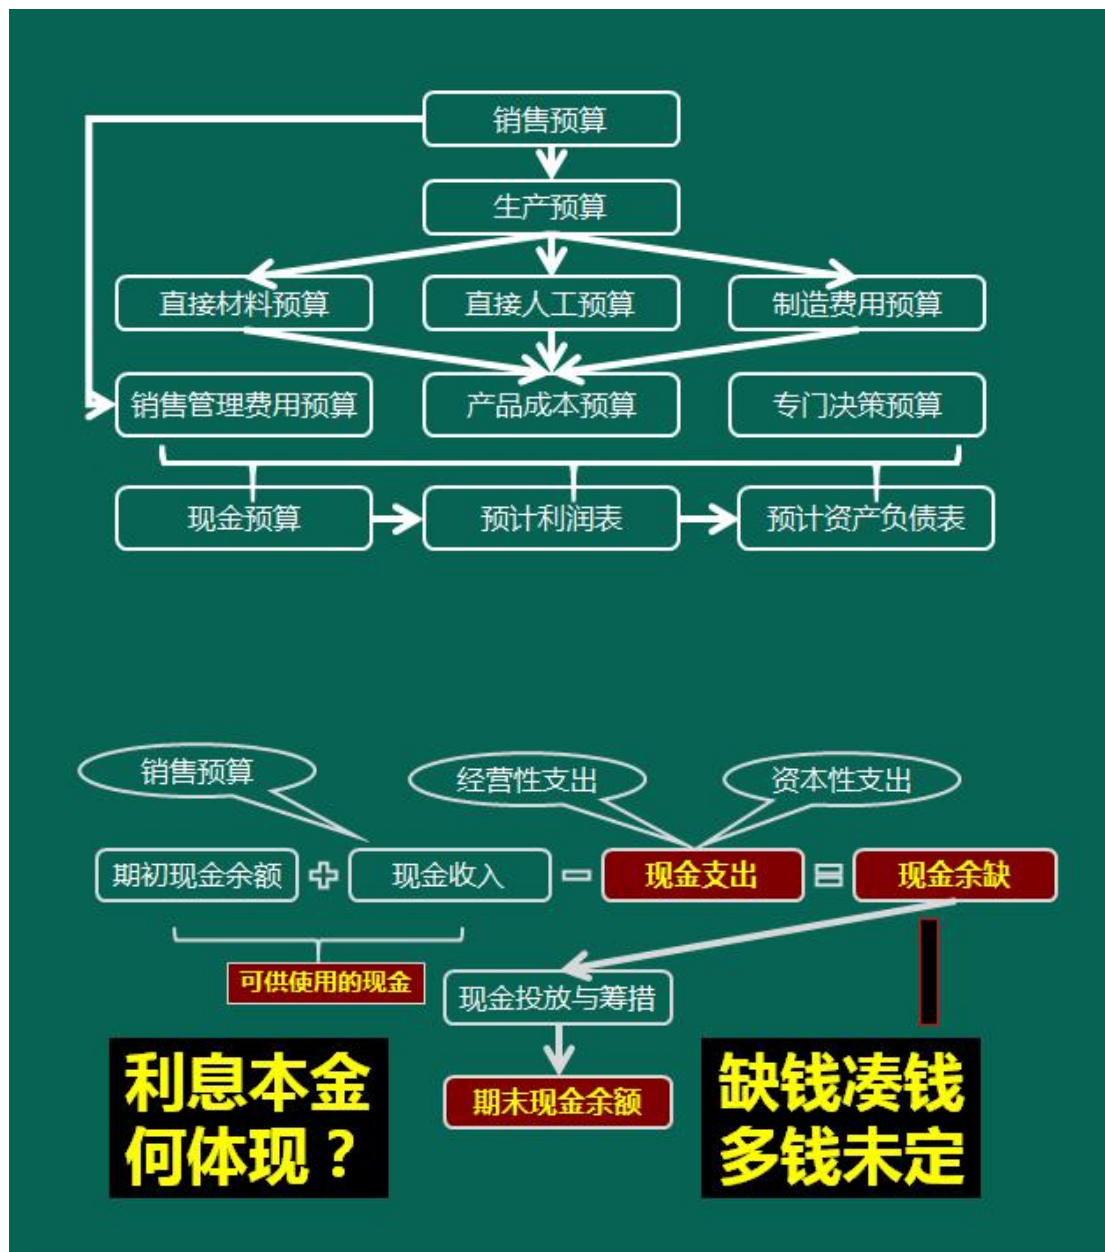 销售预算
生产预算
直接材料预算
直接人工预算
制造费用预算
销售管理费用预算
产品成本预算
专门决策预算
现金预算
预计利润表
预计资产负债表
销售预算
经营性支出
资本性支出
期初现金余额
现金收入
现金支出
现金余缺
可供使用的现金
现金投放与筹措
期末现金余额
利息本金
何体现？
缺钱凑钱
多钱未定